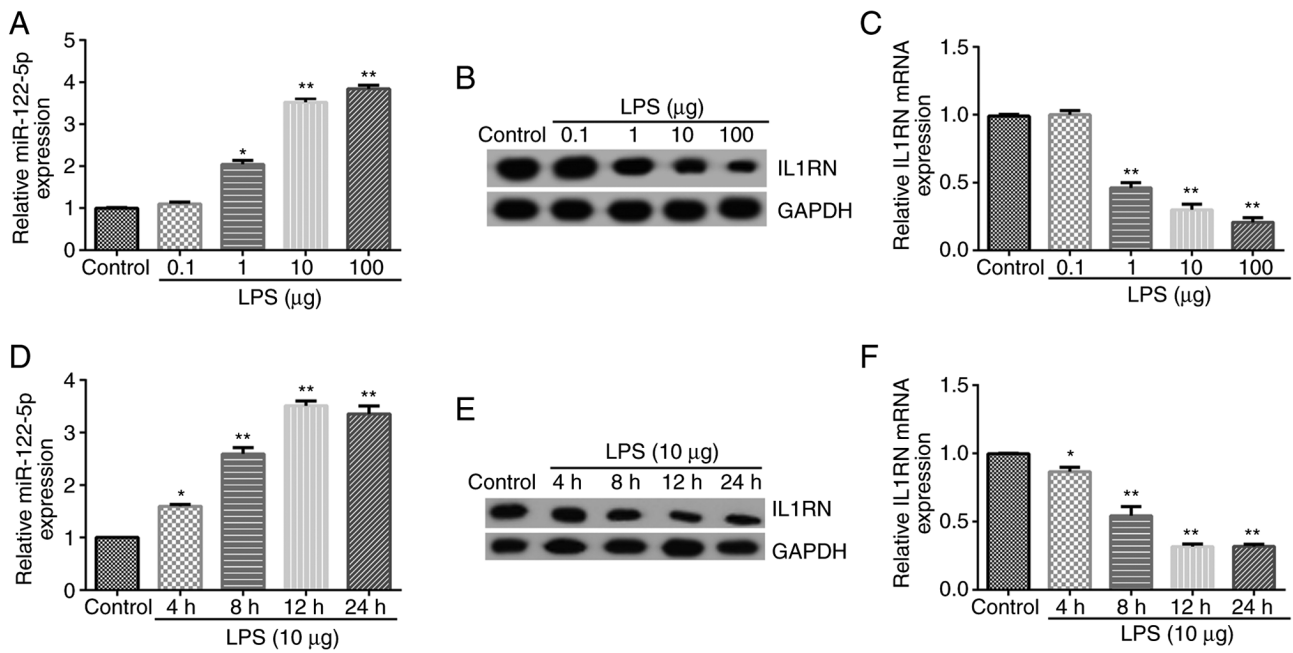 A
Relative miR-122-5p
expression
5
4
3
2
1
0
*
**
**
Control 0.1 1 10 100
LPS (μg)
B
LPS (μg)
Control 0.1 1 10 100
IL1RN
GAPDH
C
Relative IL1RN mRNA
expression
1.5
1.0
0.5
0.0
**
**
**
Control 0.1 1 10 100
LPS (μg)
D
Relative miR-122-5p
expression
4
3
2
1
0
*
**
**
**
Control 4 h 8 h 12 h 24 h
LPS (10 μg)
E
LPS (10 μg)
Control 4 h 8 h 12 h 24 h
IL1RN
GAPDH
F
Relative IL1RN mRNA
expression
1.5
1.0
0.5
0.0
*
**
**
**
Control 4 h 8 h 12 h 24 h
LPS (10 μg)